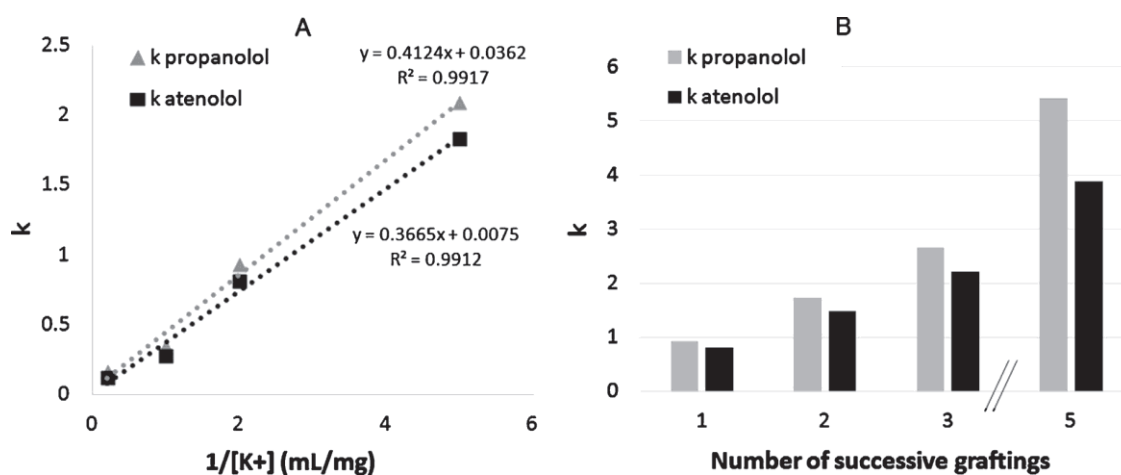 A
2.5
2
1.5
1
0.5
0
k
k propanolol
k atenolol
y = 0.4124x + 0.0362
R² = 0.9917
y = 0.3665x + 0.0075
R² = 0.9912
0
2
4
6
1/[K+] (mL/mg)
B
6
5
4
3
2
1
0
k
k propanolol
k atenolol
1
2
3
5
Number of successive graftings